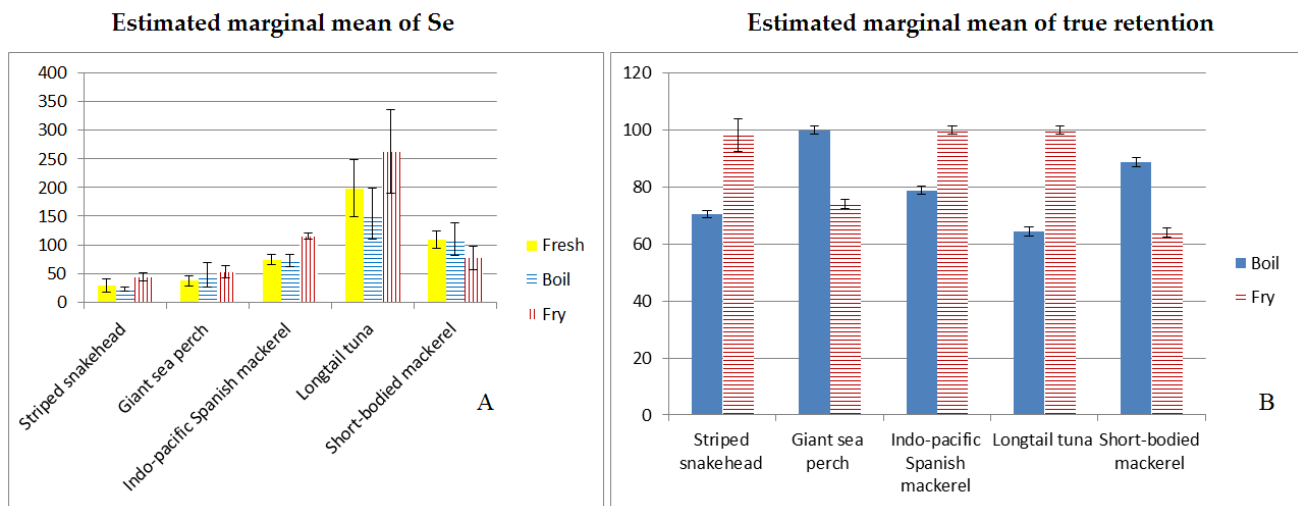 Estimated marginal mean of Se
400
350
300
250
200
150
100
50
0
Striped snakehead
Giant sea perch
Indo-pacific Spanish mackerel
Longtail tuna
Short-bodied mackerel
Fresh
Boil
Fry
A
Estimated marginal mean of true retention
120
100
80
60
40
20
0
Striped
snakehead
Giant sea
perch
Indo-pacific
Spanish
mackerel
Longtail tuna
Short-bodied
mackerel
Boil
Fry
B